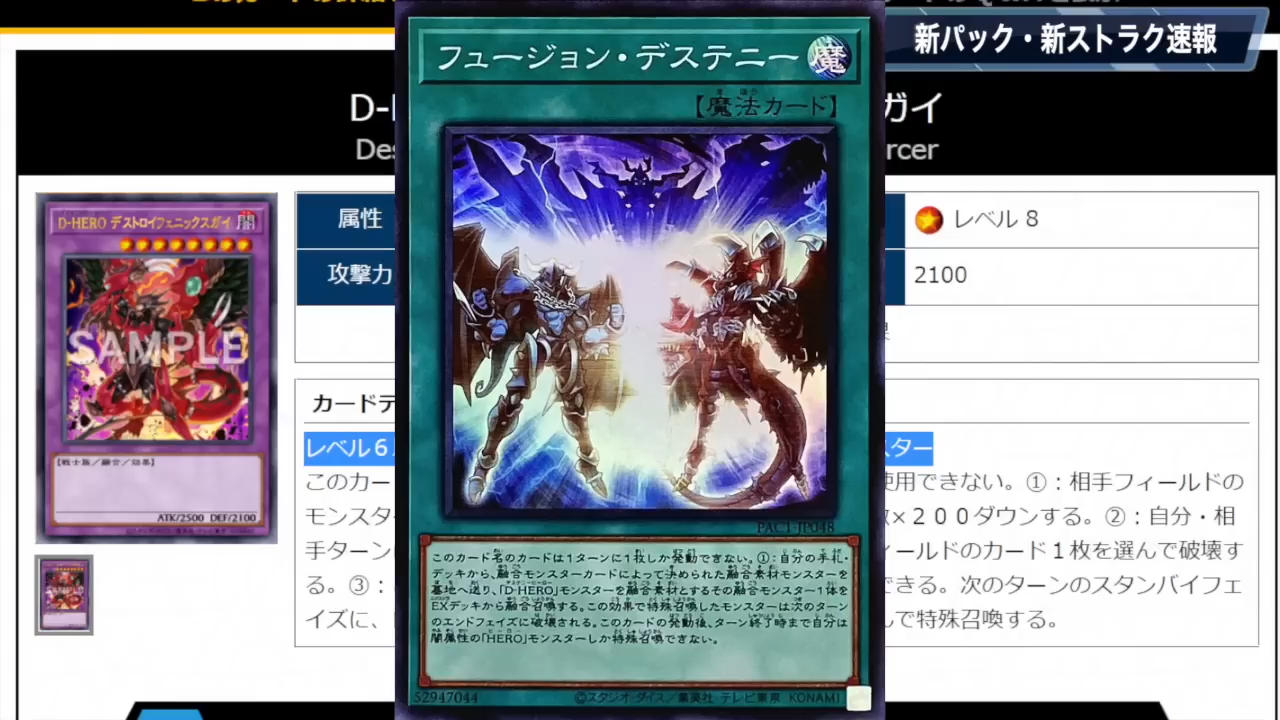 新パック・新ストラク速報
フュージョン・デステニー 魔
【魔法カード】
ガイ
rcer
D-HERO デストロイフェニックスガイ 闇
SAMPLE
【戦士族/融合/効果】
ATK/2500 DEF/2100
属性
レベル 8
攻撃力
2100
カードテ
レベル6
スター
このカー
使用できない。①：相手フィールドの
モンスタ
×２００ダウンする。②：自分・相
手ターン
ィールドのカード１枚を選んで破壊す
る。③：
できる。次のターンのスタンバイフェ
イズに、
んで特殊召喚する。
PAC1-JP048
このカード名のカードは1ターンに1枚しか発動できない。①：自分の手札・
デッキから、融合モンスターカードによって決められた融合素材モンスターを
墓地へ送り、「D-HERO」モンスターを融合素材とするその融合モンスター1体を
EXデッキから融合召喚する。この効果で特殊召喚したモンスターは次のターン
のエンドフェイズに破壊される。このカードの発動後、ターン終了時まで自分は
闇属性の「HERO」モンスターしか特殊召喚できない。
52947044
©スタジオ・ダイス/集英社・テレビ東京・KONAMI